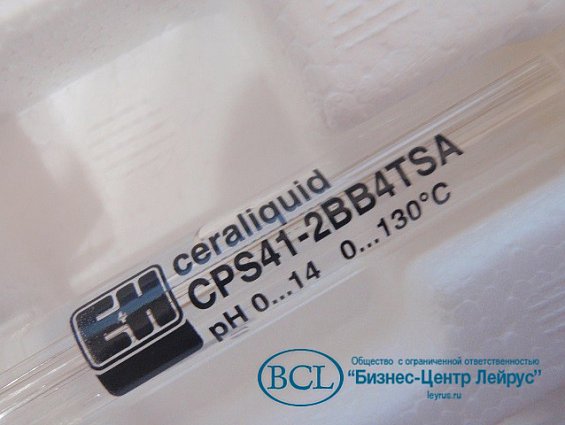 E+H
ceraliquid
CPS41-2BB4TSA
pH 0...14 0...130°C
BCL
Общество с ограниченной ответственностью
"Бизнес-Центр Лейрус"
leyrus.ru